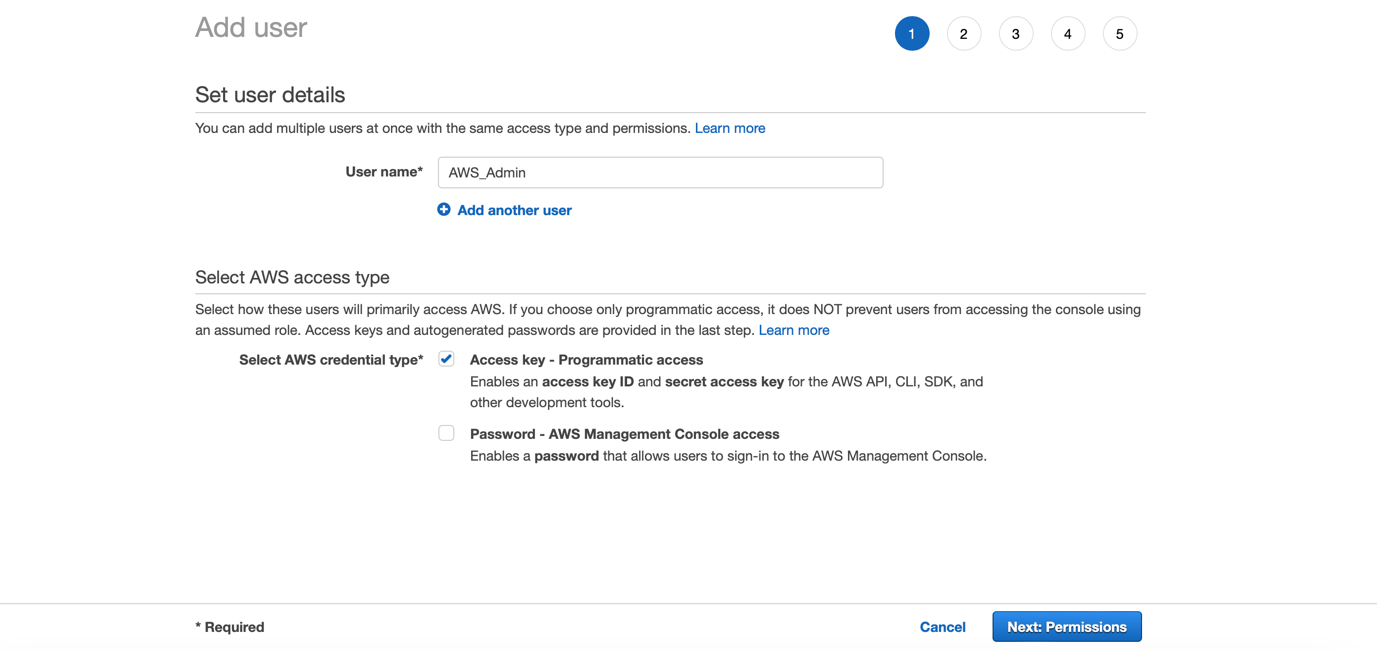 Add user
1 2 3 4 5
Set user details
You can add multiple users at once with the same access type and permissions. Learn more
User name* AWS_Admin
Add another user
Select AWS access type
Select how these users will primarily access AWS. If you choose only programmatic access, it does NOT prevent users from accessing the console using
an assumed role. Access keys and autogenerated passwords are provided in the last step. Learn more
Select AWS credential type* Access key - Programmatic access
Enables an access key ID and secret access key for the AWS API, CLI, SDK, and
other development tools.
Password - AWS Management Console access
Enables a password that allows users to sign-in to the AWS Management Console.
* Required Cancel Next: Permissions